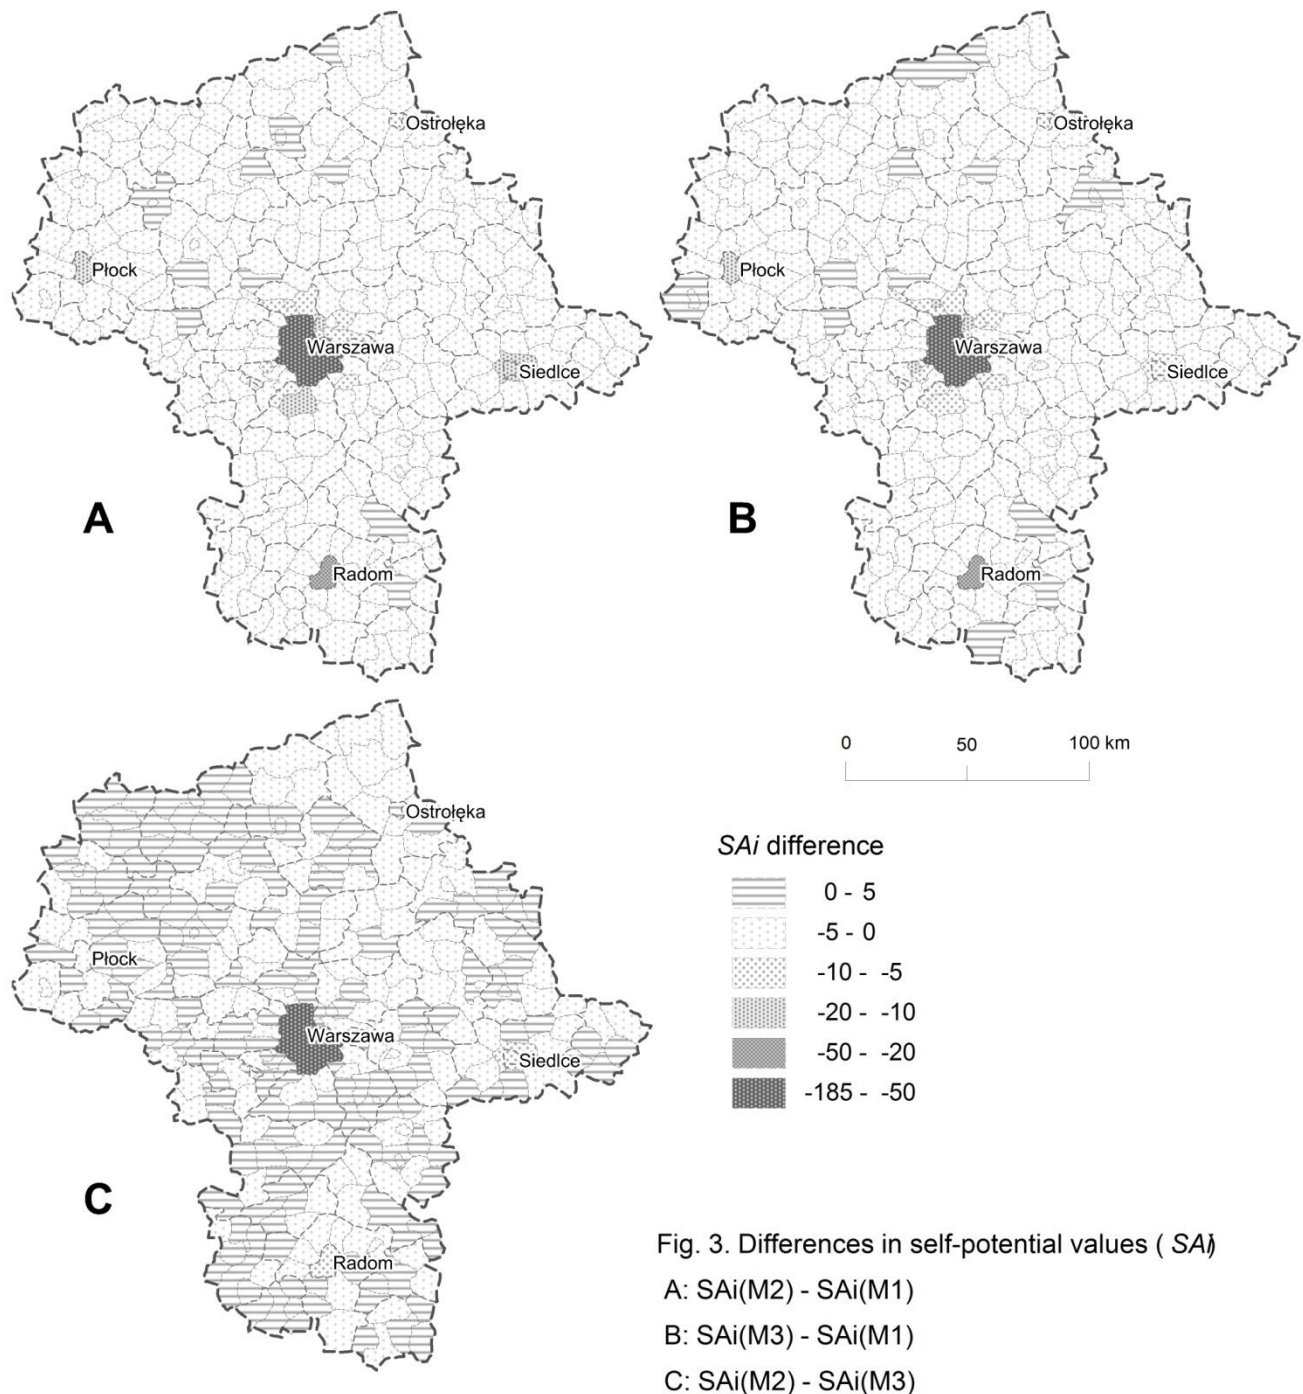 Ostrołęka
Płock
Warszawa
Siedlce
A
Radom
Ostrołęka
Płock
Warszawa
Siedlce
B
Radom
Ostrołęka
Płock
Warszawa
Siedlce
C
Radom
0 50 100 km
SAi difference
0 - 5
-5 - 0
-10 - -5
-20 - -10
-50 - -20
-185 - -50
Fig. 3. Differences in self-potential values ( SAi)
A: SAi(M2) - SAi(M1)
B: SAi(M3) - SAi(M1)
C: SAi(M2) - SAi(M3)